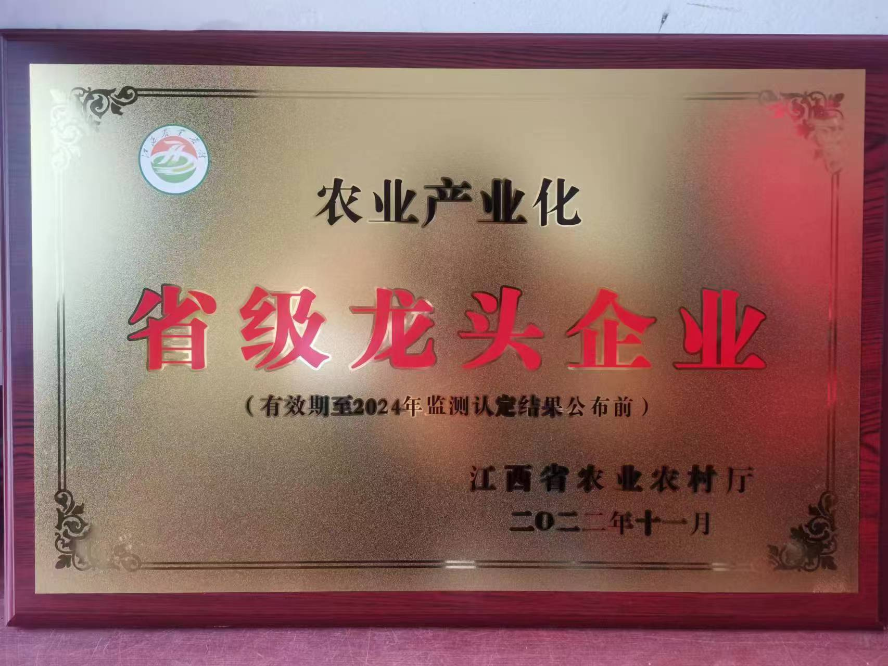 农业产业化
省级龙头企业
（有效期至2024年监测认定结果公布前）
江西省农业农村厅
二〇二二年十一月